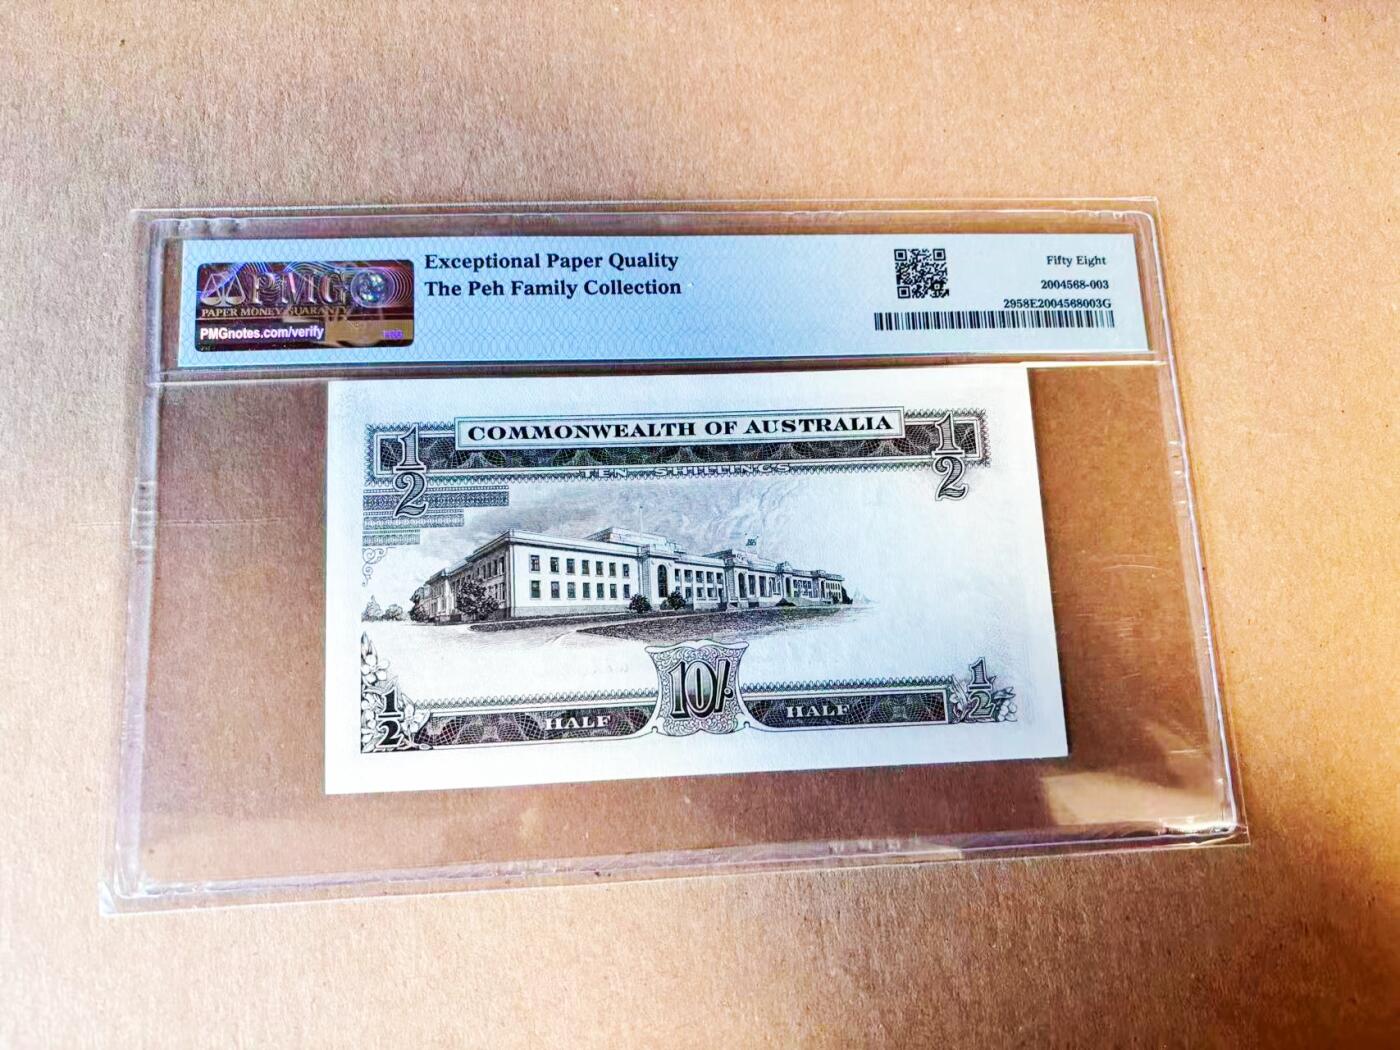 PMG
PAPER MONEY GUARANTY
PMGnotes.com/verify
Exceptional Paper Quality
The Peh Family Collection
Fifty Eight
2004568-003
2958E2004568003G
1/2
COMMONWEALTH OF AUSTRALIA
1/2
TEN SHILLINGS
1/2
HALF
10/-
HALF
1/2